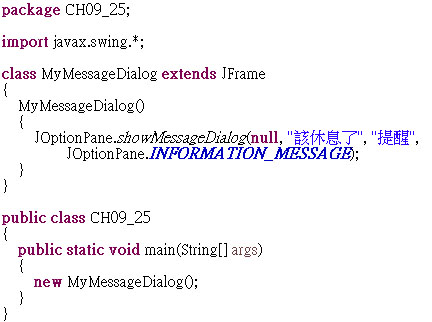 package CH09_25;
import javax.swing.*;
class MyMessageDialog extends JFrame
{
MyMessageDialog()
{
JOptionPane.showMessageDialog(null, "該休息了", "提醒",
JOptionPane.INFORMATION_MESSAGE);
}
}
public class CH09_25
{
public static void main(String[] args)
{
new MyMessageDialog();
}
}